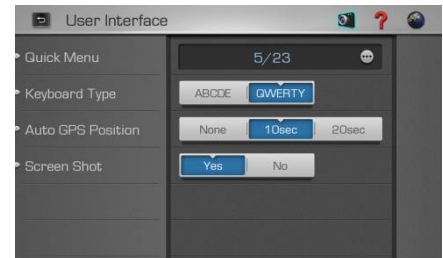 User Interface ?
Quick Menu 5/23
Keyboard Type ABCDE QWERTY
Auto GPS Position None 10sec 20sec
Screen Shot Yes No